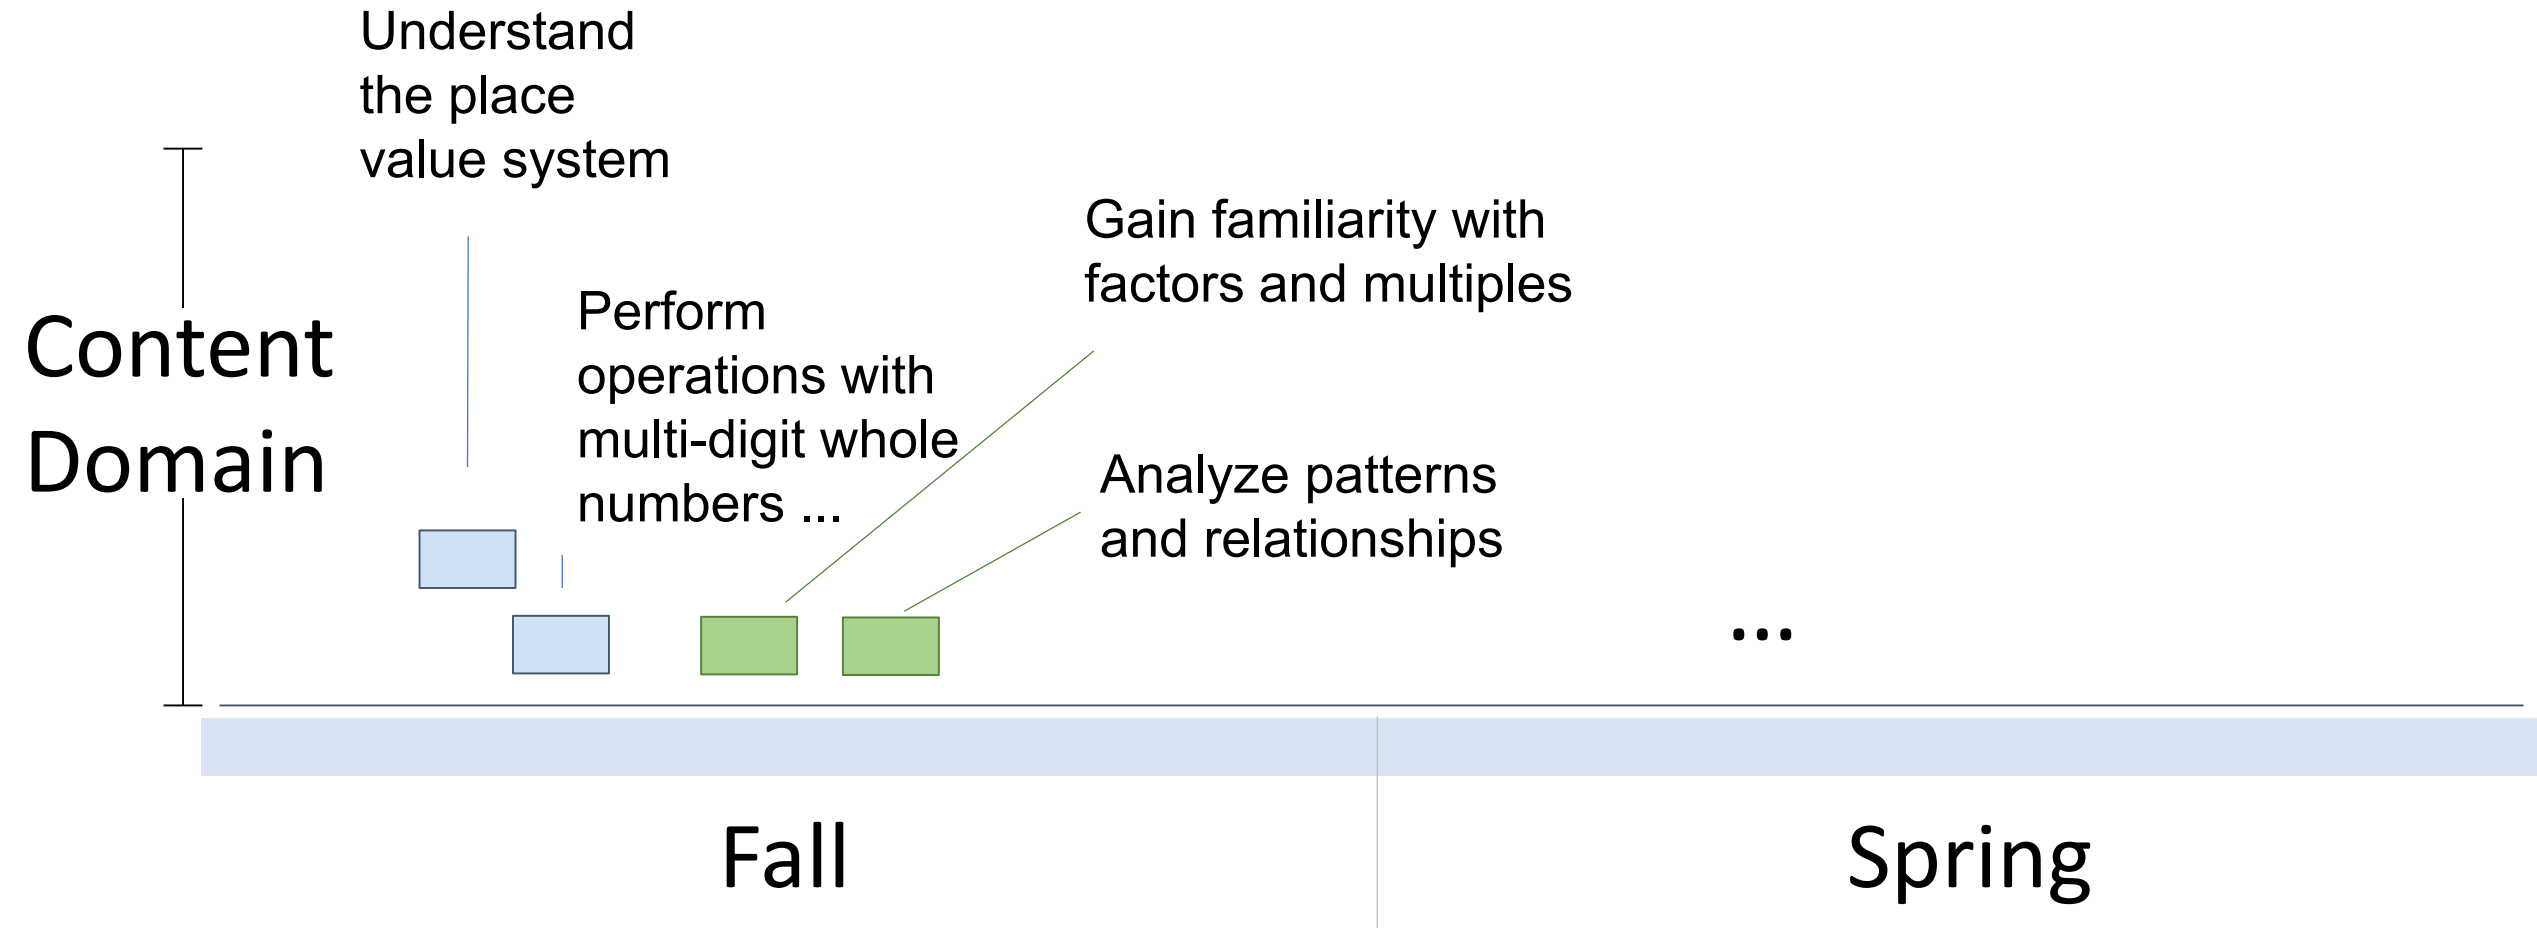 Understand
the place
value system
Content
Domain
Perform
operations with
multi-digit whole
numbers ...
Gain familiarity with
factors and multiples
Analyze patterns
and relationships
...
Fall
Spring